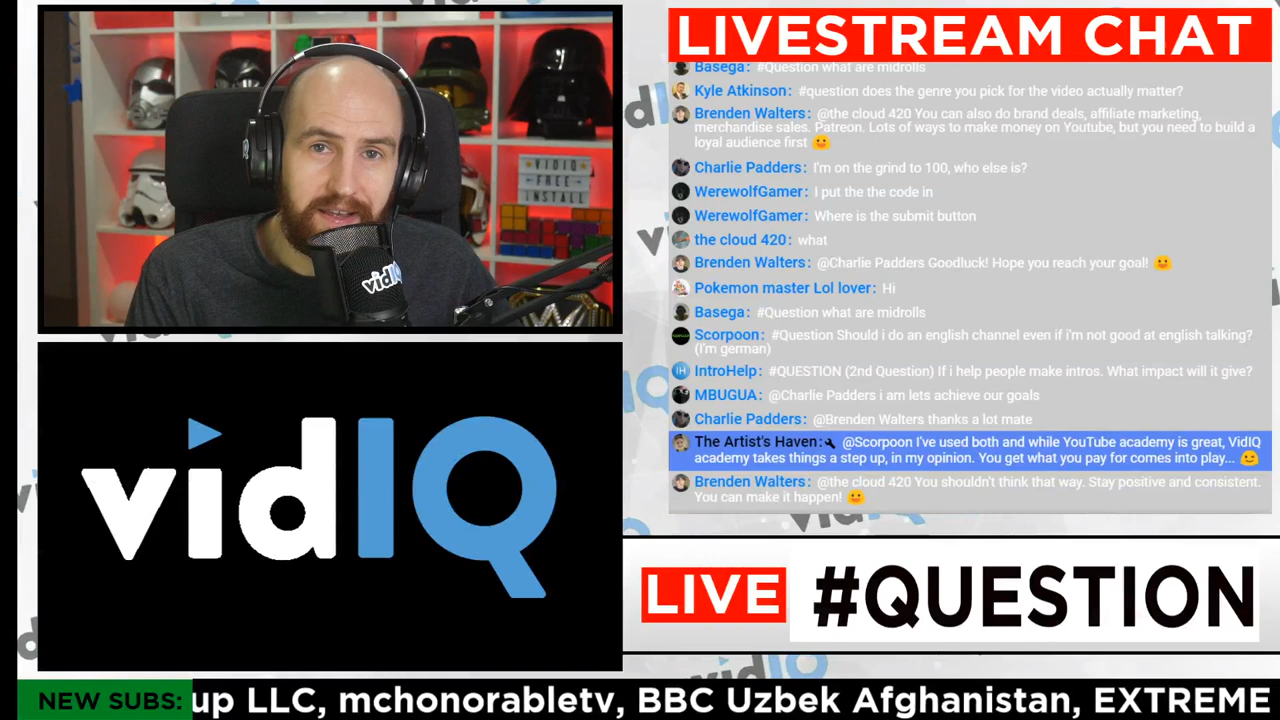 LIVESTREAM CHAT
Basega: #Question what are midrolls
Kyle Atkinson: #question does the genre you pick for the video actually matter?
Brenden Walters: @the cloud 420 You can also do brand deals, affiliate marketing,
merchandise sales. Patreon. Lots of ways to make money on Youtube, but you need to build a
loyal audience first
Charlie Padders: I'm on the grind to 100, who else is?
WerewolfGamer: I put the the code in
WerewolfGamer: Where is the submit button
the cloud 420: what
Brenden Walters: @Charlie Padders Goodluck! Hope you reach your goal!
Pokemon master Lol lover: Hi
Basega: #Question what are midrolls
Scorpoon: #Question Should i do an english channel even if i'm not good at english talking?
(I'm german)
IntroHelp: #QUESTION (2nd Question) If i help people make intros. What impact will it give?
MBUGUA: @Charlie Padders i am lets achieve our goals
Charlie Padders: @Brenden Walters thanks a lot mate
The Artist's Haven: @Scorpoon I've used both and while YouTube academy is great, VidIQ
academy takes things a step up, in my opinion. You get what you pay for comes into play...
Brenden Walters: @the cloud 420 You shouldn't think that way. Stay positive and consistent.
You can make it happen!
VIDIQ
FREE
INSTALL
vidIQ
vidIQ
LIVE #QUESTION
NEW SUBS: up LLC, mchonorabletv, BBC Uzbek Afghanistan, EXTREME